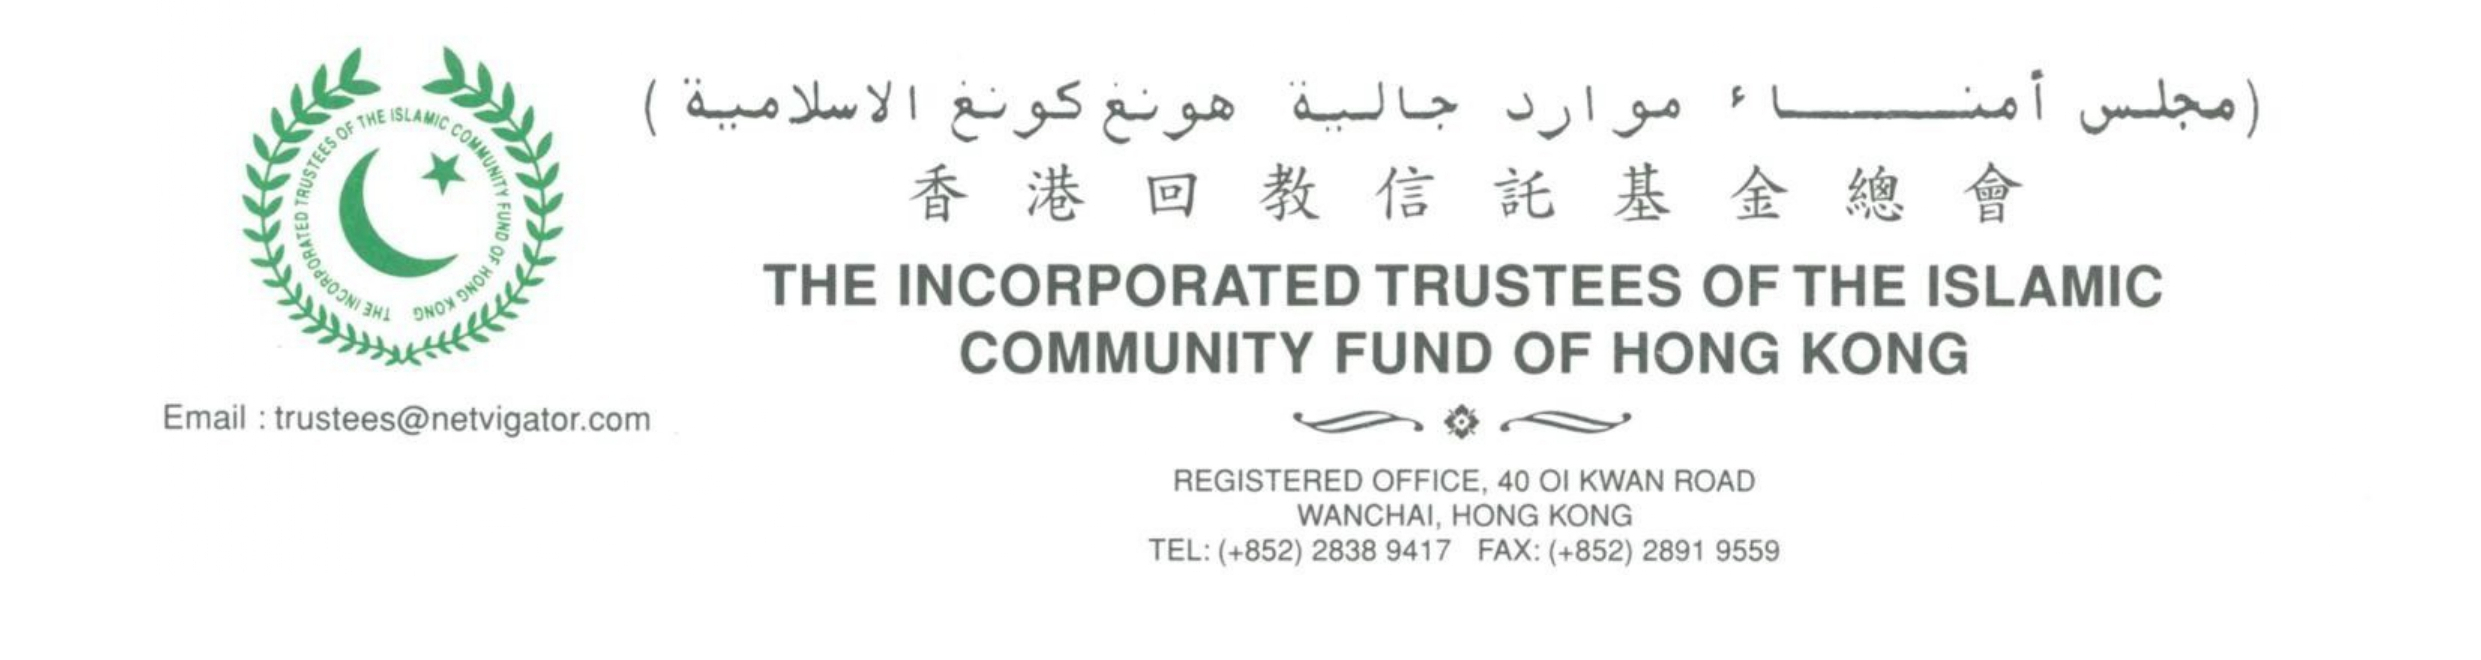 THE INCORPORATED TRUSTEES OF THE ISLAMIC COMMUNITY FUND OF HONG KONG
Email : trustees@netvigator.com
(مجلس أمنـــــاء موارد جالية هونغ كونغ الاسلامية)
香港回教信託基金總會
THE INCORPORATED TRUSTEES OF THE ISLAMIC
COMMUNITY FUND OF HONG KONG
REGISTERED OFFICE, 40 OI KWAN ROAD
WANCHAI, HONG KONG
TEL: (+852) 2838 9417 FAX: (+852) 2891 9559